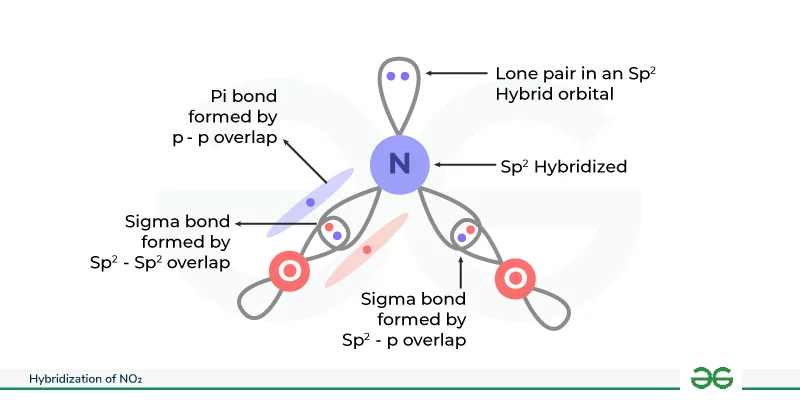 Lone pair in an Sp²
Hybrid orbital
Pi bond
formed by
p - p overlap
N
Sp² Hybridized
Sigma bond
formed by
Sp² - Sp² overlap
O
O
Sigma bond
formed by
Sp² - p overlap
Hybridization of NO₂